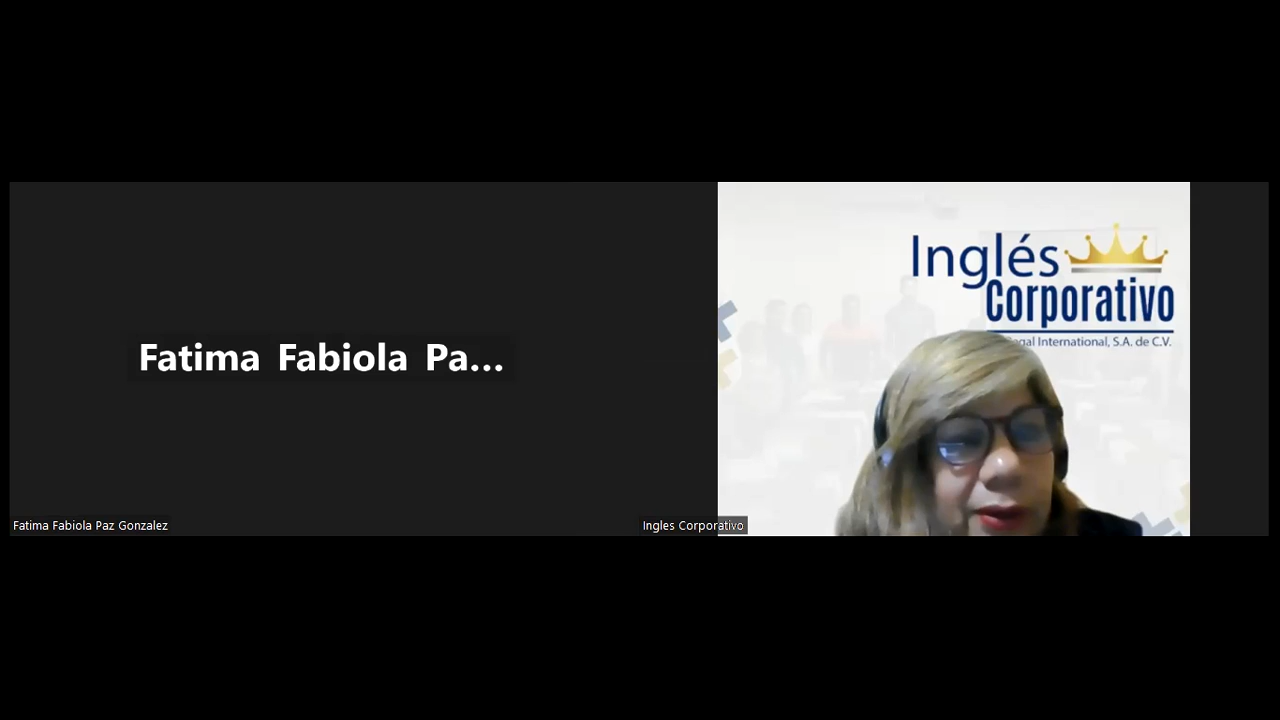 Fatima Fabiola Pa...
Fatima Fabiola Paz Gonzalez
Inglés
Corporativo
International, S.A. de C.V.
Ingles Corporativo